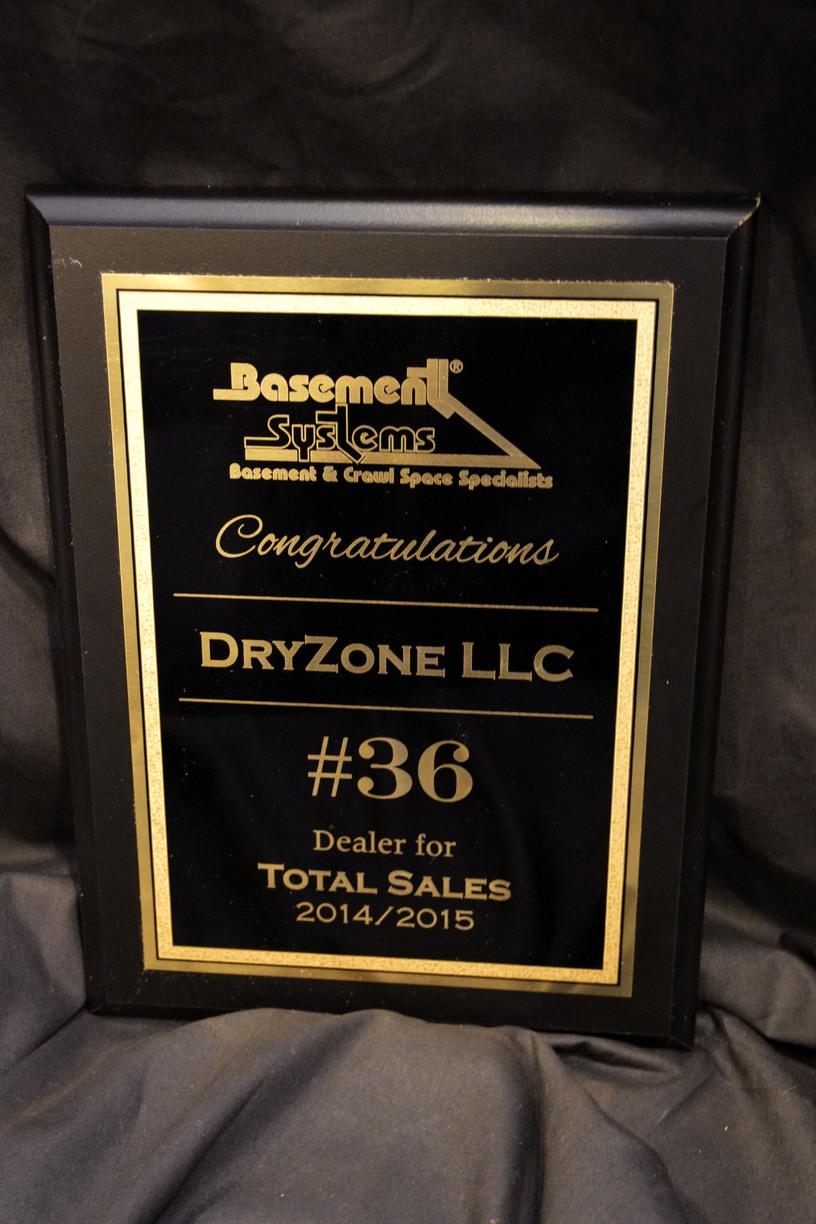 Basement®
Systems
Basement & Crawl Space Specialists
Congratulations
DRYZONE LLC
#36
Dealer for
TOTAL SALES
2014/2015